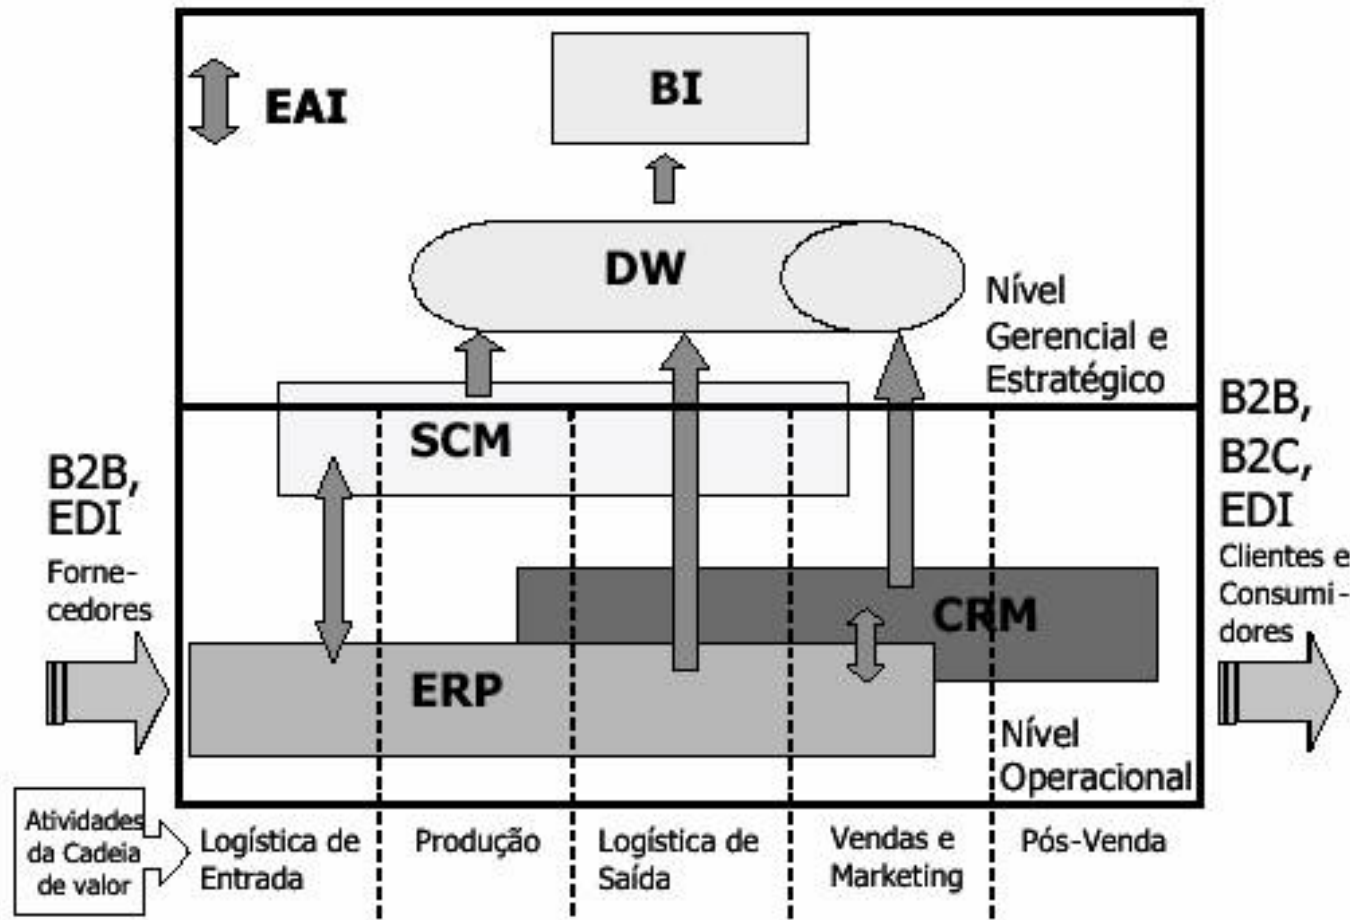 EAI
BI
DW
Nível
Gerencial e
Estratégico
SCM
B2B,
EDI
Forne-
cedores
B2B,
B2C,
EDI
Clientes e
Consumi-
dores
CRM
ERP
Nível
Operacional
Atividades
da Cadeia
de valor
Logística de
Entrada
Produção
Logística de
Saída
Vendas e
Marketing
Pós-Venda